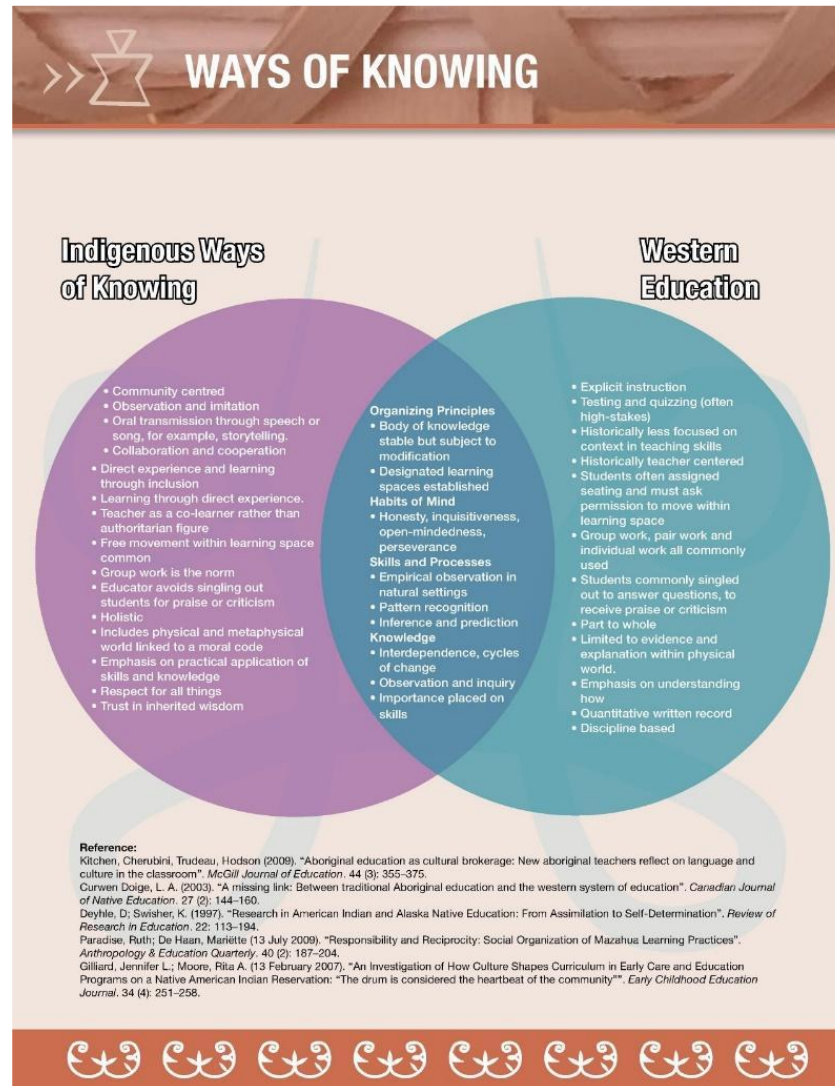 WAYS OF KNOWING
Indigenous Ways
of Knowing
Western
Education
• Community centred
• Observation and imitation
• Oral transmission through speech or
song, for example, storytelling.
• Collaboration and cooperation
• Direct experience and learning
through inclusion
• Learning through direct experience.
• Teacher as a co-learner rather than
authoritarian figure
• Free movement within learning space
common
• Group work is the norm
• Educator avoids singling out
students for praise or criticism
• Holistic
• Includes physical and metaphysical
world linked to a moral code
• Emphasis on practical application of
skills and knowledge
• Respect for all things
• Trust in inherited wisdom
Organizing Principles
• Body of knowledge
stable but subject to
modification
• Designated learning
spaces established
Habits of Mind
• Honesty, inquisitiveness,
open-mindedness,
perseverance
Skills and Processes
• Empirical observation in
natural settings
• Pattern recognition
• Inference and prediction
Knowledge
• Interdependence, cycles
of change
• Observation and inquiry
• Importance placed on
skills
• Explicit instruction
• Testing and quizzing (often
high-stakes)
• Historically less focused on
context in teaching skills
• Historically teacher centered
• Students often assigned
seating and must ask
permission to move within
learning space
• Group work, pair work and
individual work all commonly
used
• Students commonly singled
out to answer questions, to
receive praise or criticism
• Part to whole
• Limited to evidence and
explanation within physical
world.
• Emphasis on understanding
how
• Quantitative written record
• Discipline based
Reference:
Kitchen, Cherubini, Trudeau, Hodson (2009). "Aboriginal education as cultural brokerage: New aboriginal teachers reflect on language and
culture in the classroom". McGill Journal of Education. 44 (3): 355–375.
Curwen Doige, L. A. (2003). "A missing link: Between traditional Aboriginal education and the western system of education". Canadian Journal
of Native Education. 27 (2): 144–160.
Deyhle, D; Swisher, K. (1997). "Research in American Indian and Alaska Native Education: From Assimilation to Self-Determination". Review of
Research in Education. 22: 113–194.
Paradise, Ruth; De Haan, Mariëtte (13 July 2009). "Responsibility and Reciprocity: Social Organization of Mazahua Learning Practices".
Anthropology & Education Quarterly. 40 (2): 187–204.
Gilliard, Jennifer L.; Moore, Rita A. (13 February 2007). "An Investigation of How Culture Shapes Curriculum in Early Care and Education
Programs on a Native American Indian Reservation: "The drum is considered the heartbeat of the community"". Early Childhood Education
Journal. 34 (4): 251–258.